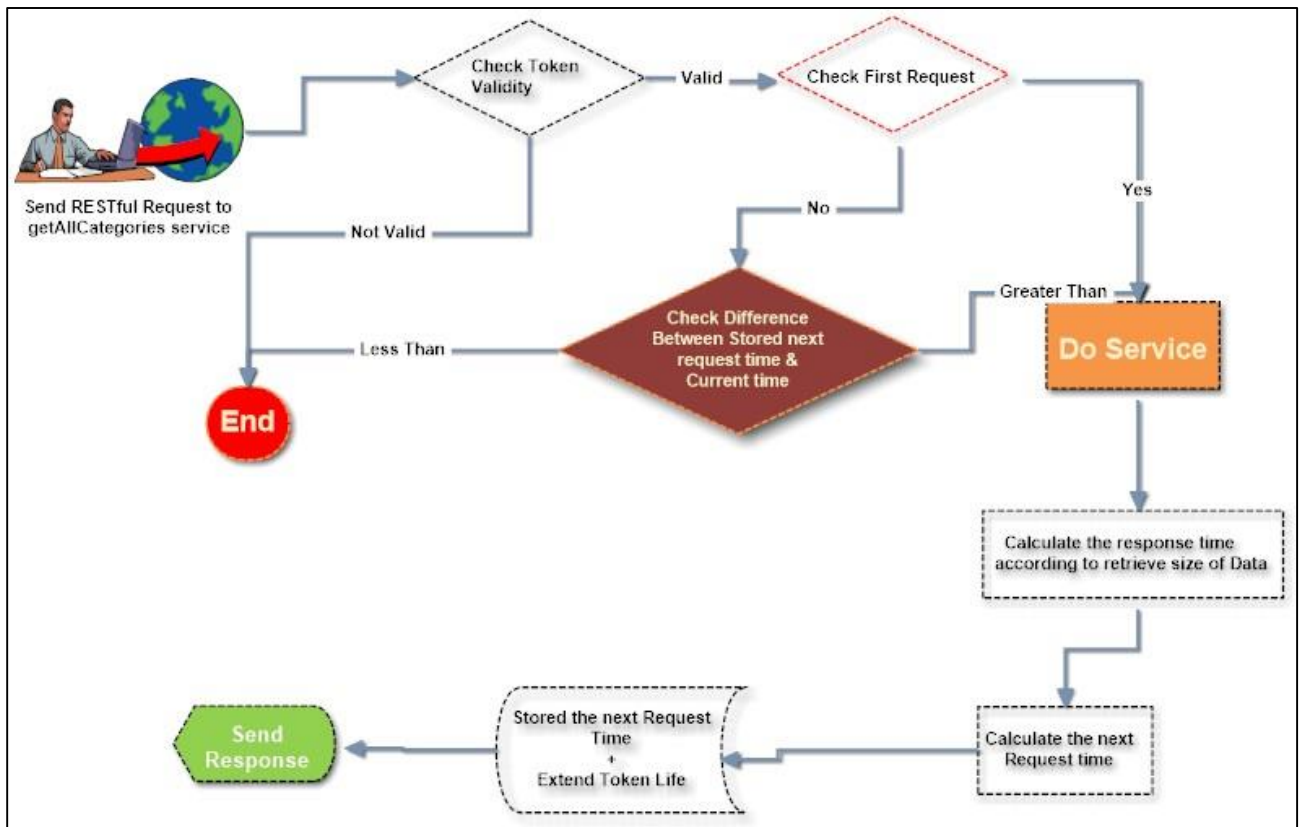 Check Token
Validity
Valid
Check First Request
Send RESTful Request to
getAllCategories service
Not Valid
No
Yes
Check Difference
Between Stored next
request time &
Current time
Less Than
Greater Than
Do Service
End
Calculate the response time
according to retrieve size of Data
Calculate the next
Request time
Stored the next Request
Time
+
Extend Token Life
Send
Response